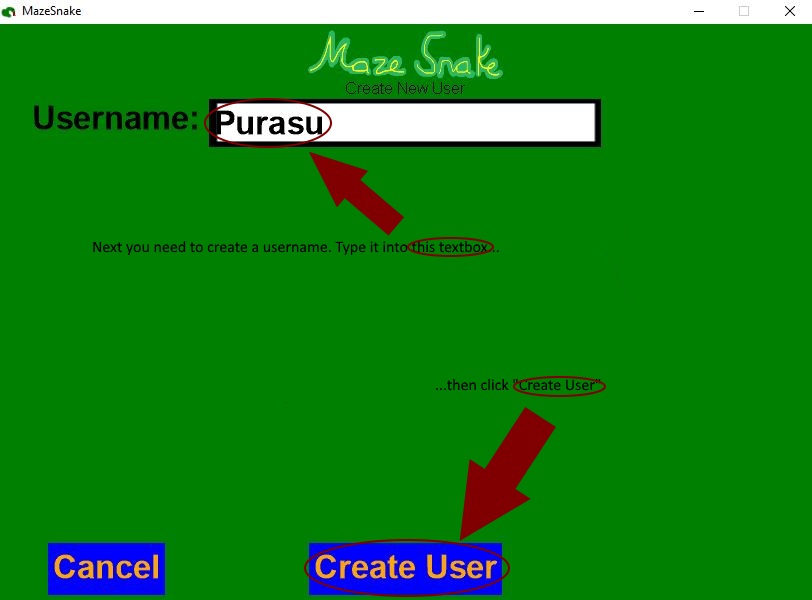 MazeSnake
Maze Snake
Create New User
Username: Purasu
Next you need to create a username. Type it into this textbox...
...then click "Create User"
Cancel Create User